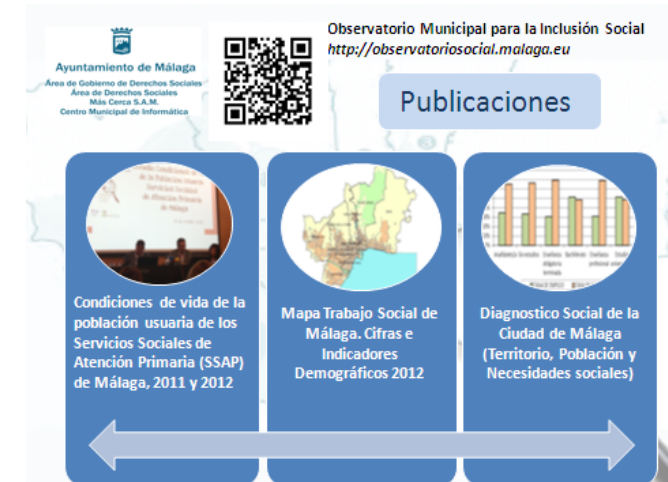 Ayuntamiento de Málaga
Área de Gobierno de Derechos Sociales
Área de Derechos Sociales
Más Cerca S.A.M.
Centro Municipal de Informática
Observatorio Municipal para la Inclusión Social
http://observatoriosocial.malaga.eu
Publicaciones
Condiciones de vida de la
población usuaria de los
Servicios Sociales de
Atención Primaria (SSAP)
de Málaga, 2011 y 2012
Mapa Trabajo Social de
Málaga. Cifras e
Indicadores
Demográficos 2012
Diagnostico Social de la
Ciudad de Málaga
(Territorio, Población y
Necesidades sociales)